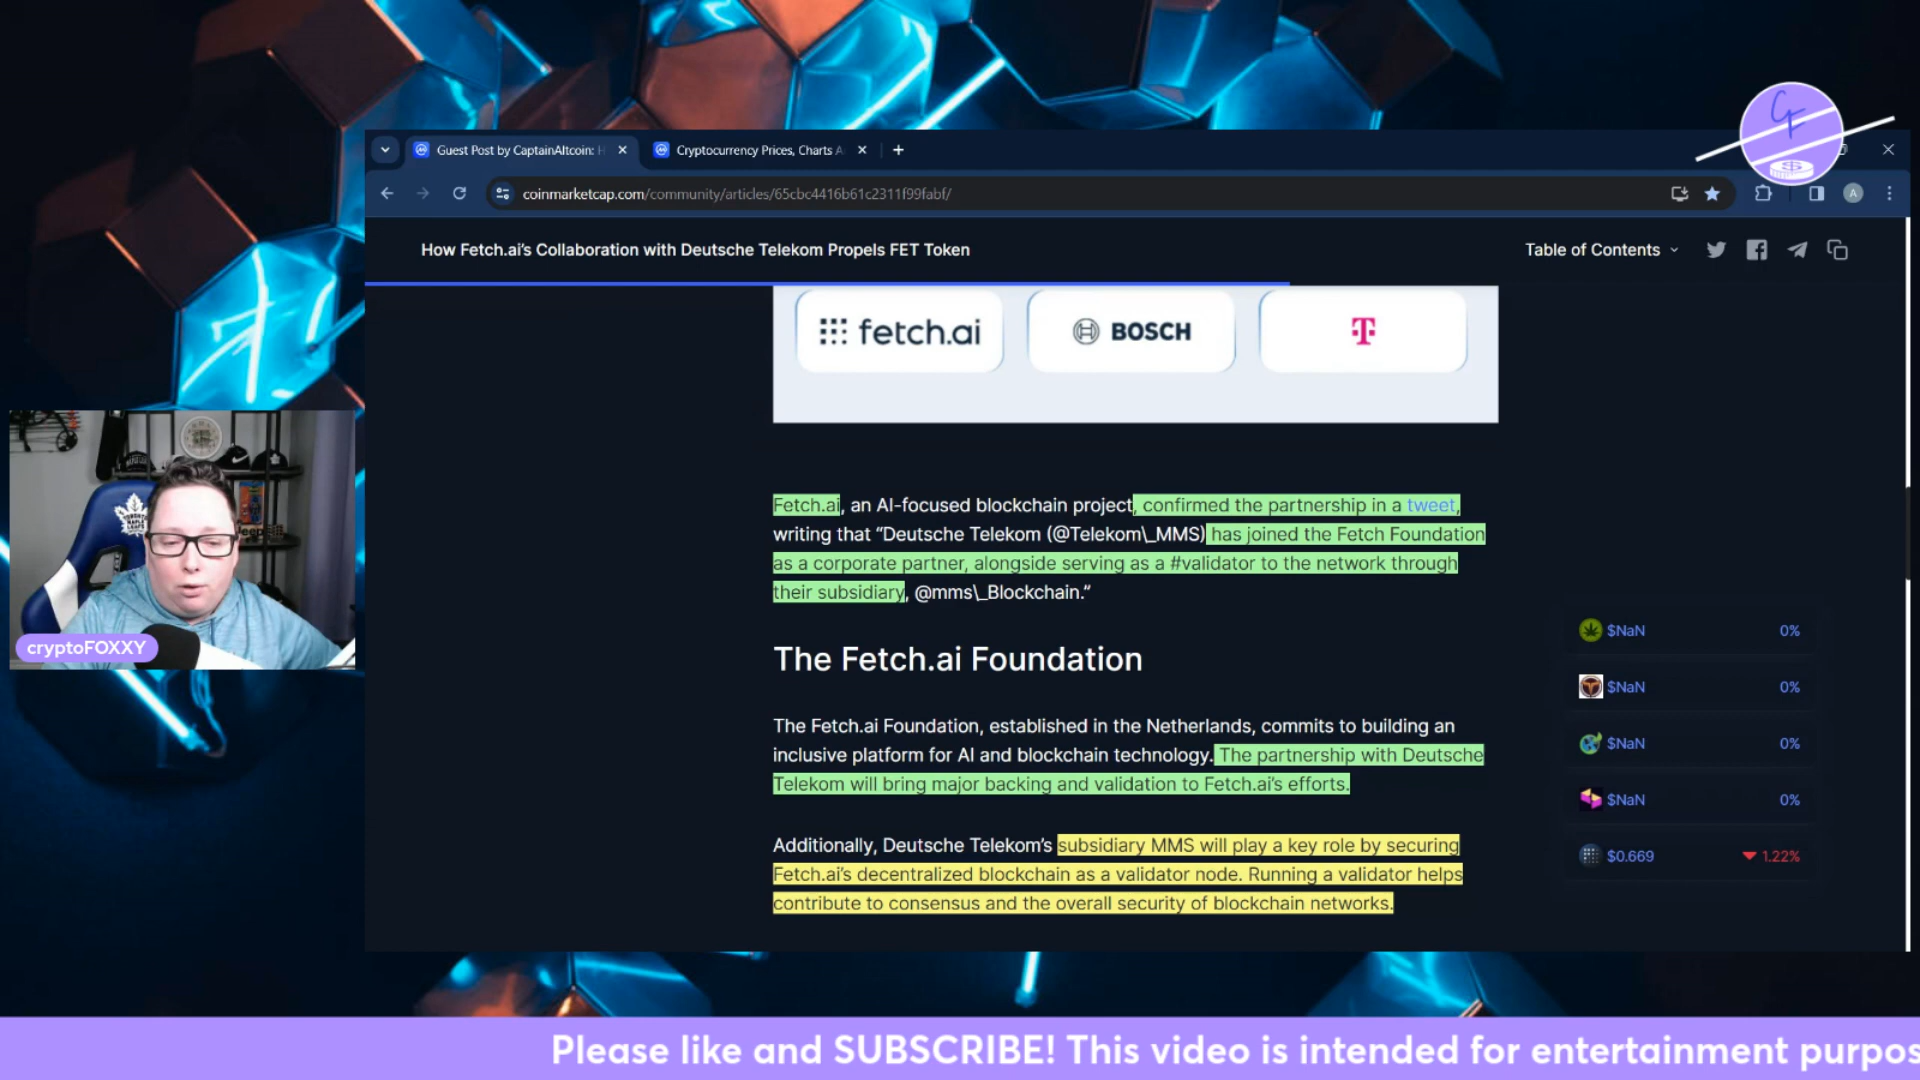 Guest Post by CaptainAltcoin: H
Cryptocurrency Prices, Charts A
coinmarketcap.com/community/articles/65cbc4416b61c2311f99fabf/
A
How Fetch.ai's Collaboration with Deutsche Telekom Propels FET Token
Table of Contents
fetch.ai
BOSCH
T
Fetch.ai, an AI-focused blockchain project, confirmed the partnership in a tweet,
writing that “Deutsche Telekom (@Telekom\_MMS) has joined the Fetch Foundation
as a corporate partner, alongside serving as a #validator to the network through
their subsidiary, @mms\_Blockchain.”
The Fetch.ai Foundation
The Fetch.ai Foundation, established in the Netherlands, commits to building an
inclusive platform for AI and blockchain technology. The partnership with Deutsche
Telekom will bring major backing and validation to Fetch.ai's efforts.
Additionally, Deutsche Telekom's subsidiary MMS will play a key role by securing
Fetch.ai's decentralized blockchain as a validator node. Running a validator helps
contribute to consensus and the overall security of blockchain networks.
$NaN 0%
$NaN 0%
$NaN 0%
$NaN 0%
$0.669 1.22%
CF
$
cryptoFOXXY
Please like and SUBSCRIBE! This video is intended for entertainment purpos